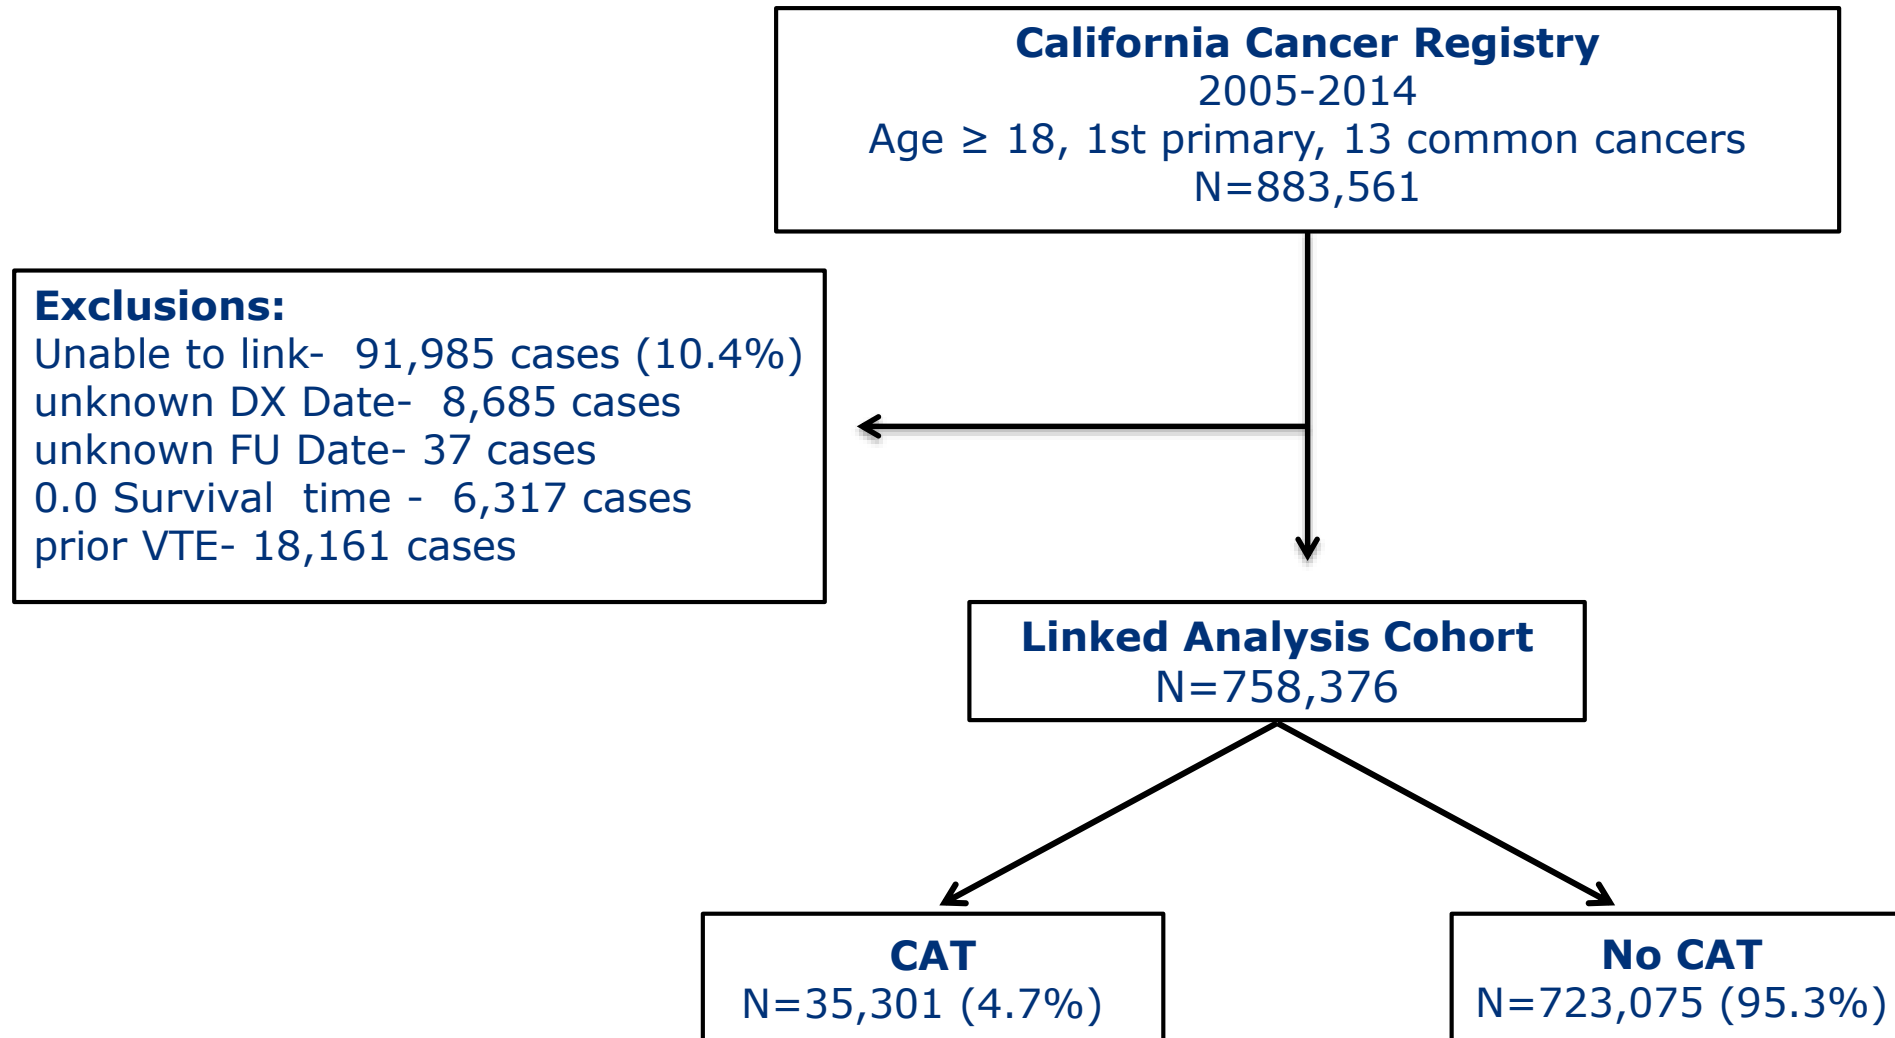 California Cancer Registry
2005-2014
Age ≥ 18, 1st primary, 13 common cancers
N=883,561
Exclusions:
Unable to link- 91,985 cases (10.4%)
unknown DX Date- 8,685 cases
unknown FU Date- 37 cases
0.0 Survival time - 6,317 cases
prior VTE- 18,161 cases
Linked Analysis Cohort
N=758,376
CAT
N=35,301 (4.7%)
No CAT
N=723,075 (95.3%)